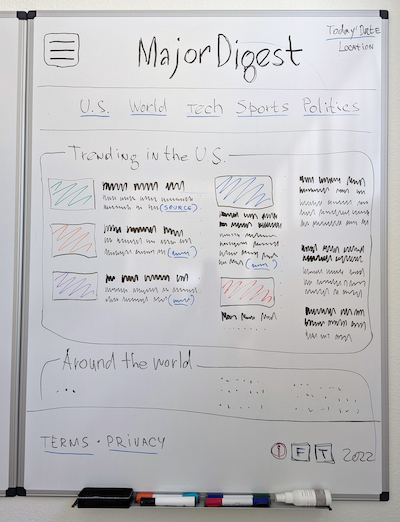 MajorDigest
Today' Date
Location
U.S. World Tech Sports Politics
Trending in the U.S.
(SOURCE)
Around the world
...
TERMS · PRIVACY
F T 2022